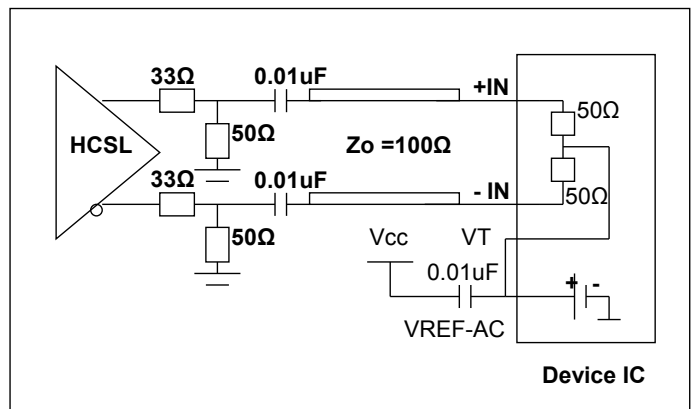 33Ω
0.01uF
+IN
50Ω
HCSL
50Ω
Zo =100Ω
33Ω
0.01uF
- IN
50Ω
50Ω
Vcc
VT
0.01uF
+ -
VREF-AC
Device IC